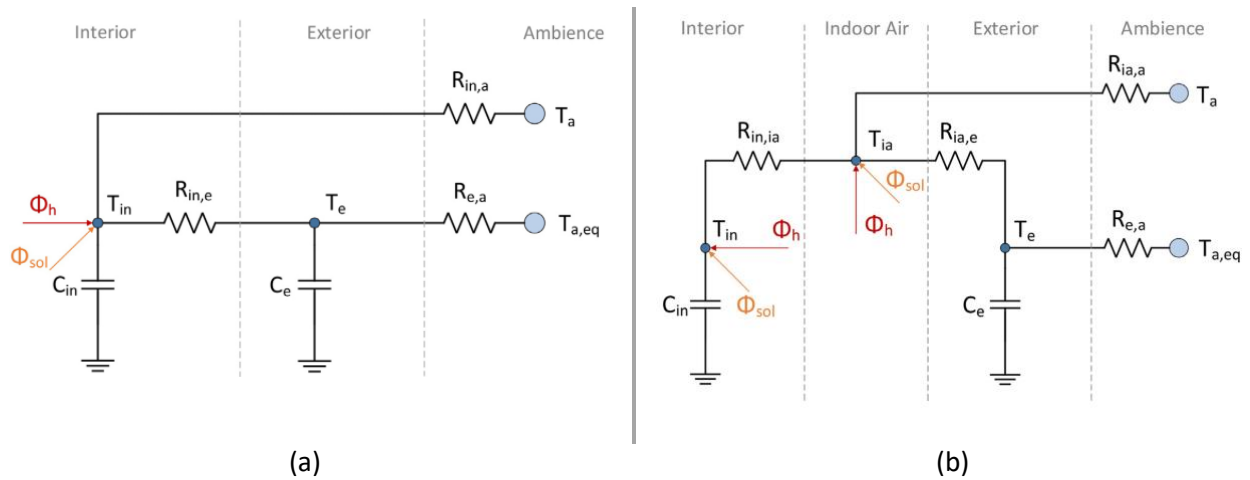 Interior
Exterior
Ambience
R_in,a
T_a
T_in
R_in,e
T_e
R_e,a
T_a,eq
Φ_h
Φ_sol
C_in
C_e
(a)
Interior
Indoor Air
Exterior
Ambience
R_ia,a
T_a
R_in,ia
T_ia
R_ia,e
Φ_sol
Φ_h
T_in
Φ_h
T_e
R_e,a
T_a,eq
Φ_sol
C_in
C_e
(b)